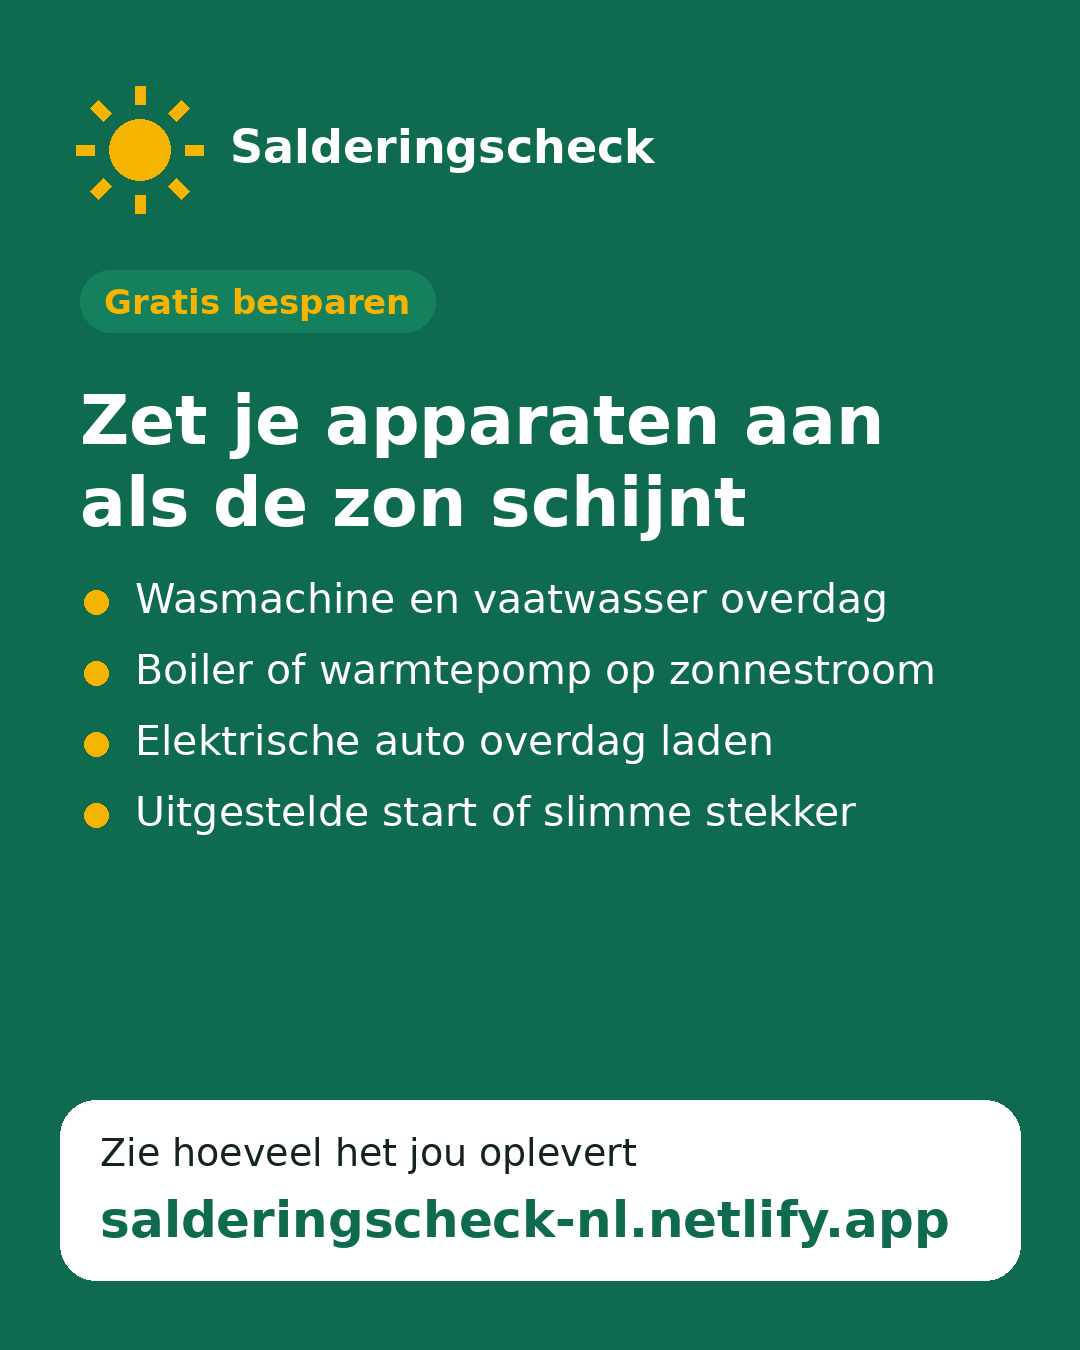 Salderingscheck
Gratis besparen
Zet je apparaten aan
als de zon schijnt
Wasmachine en vaatwasser overdag
Boiler of warmtepomp op zonnestroom
Elektrische auto overdag laden
Uitgestelde start of slimme stekker
Zie hoeveel het jou oplevert
salderingscheck-nl.netlify.app